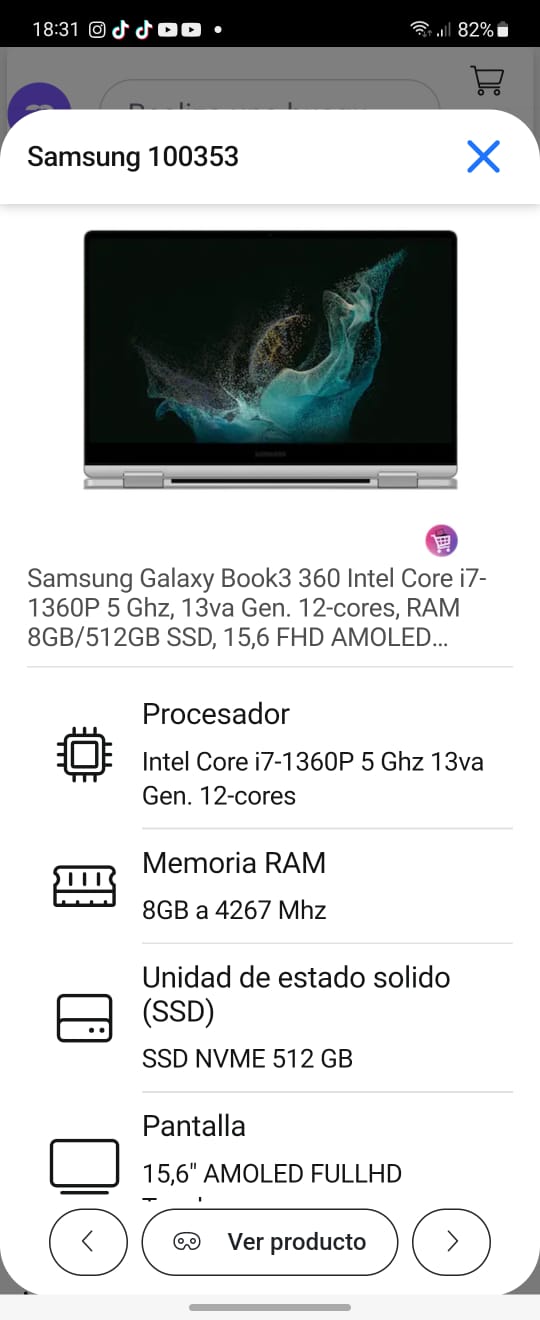 18:31
82%
Samsung 100353
SAMSUNG
Samsung Galaxy Book3 360 Intel Core i7-
1360P 5 Ghz, 13va Gen. 12-cores, RAM
8GB/512GB SSD, 15,6 FHD AMOLED...
Procesador
Intel Core i7-1360P 5 Ghz 13va
Gen. 12-cores
Memoria RAM
8GB a 4267 Mhz
Unidad de estado solido
(SSD)
SSD NVME 512 GB
Pantalla
15,6" AMOLED FULLHD
Ver producto